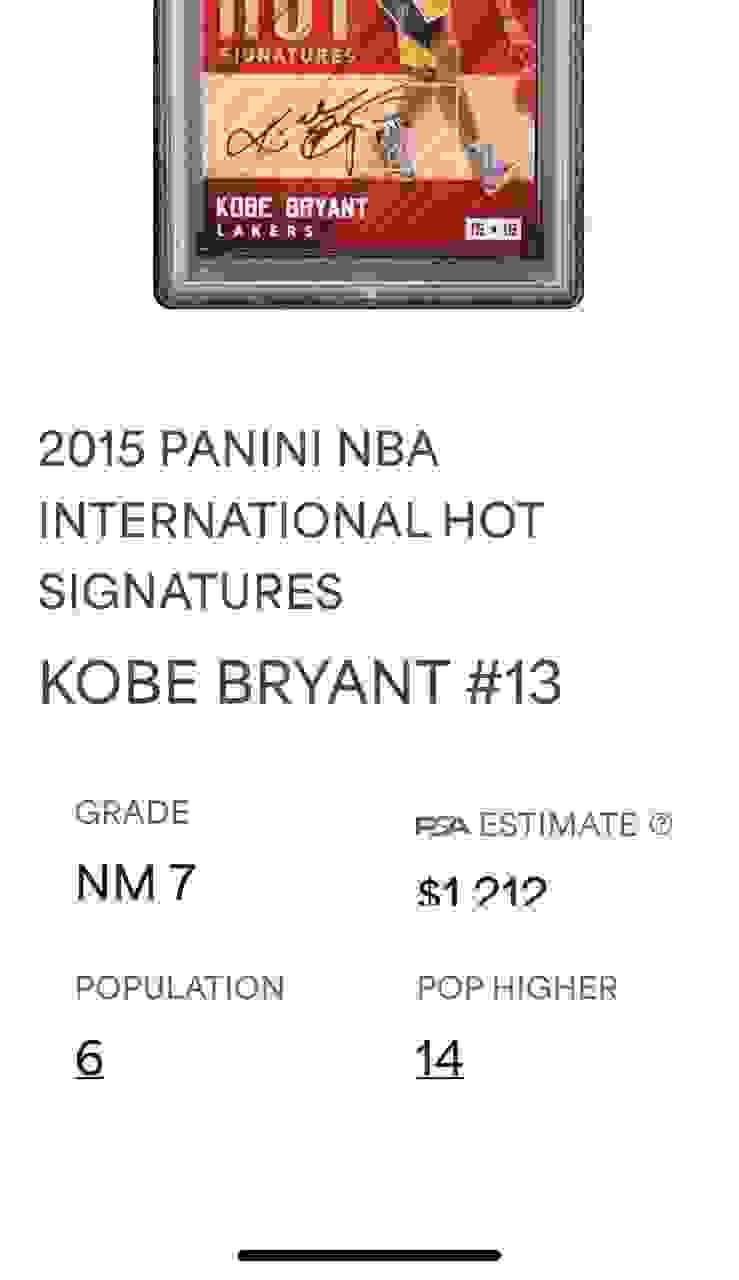 HOT
SIGNATURES
KOBE BRYANT
LAKERS
2015 PANINI NBA
INTERNATIONAL HOT
SIGNATURES
KOBE BRYANT #13
GRADE
PSA ESTIMATE ?
NM 7
$1,212
POPULATION
POP HIGHER
6
14